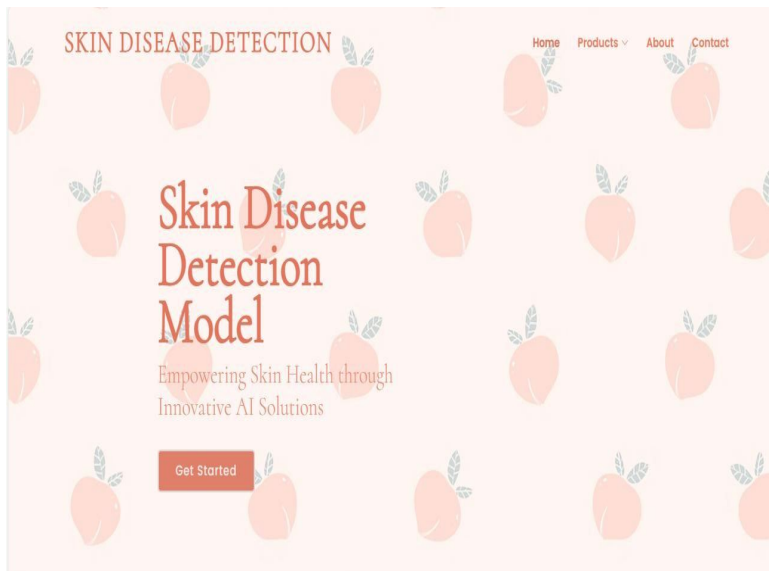 SKIN DISEASE DETECTION
Home Products About Contact
Skin Disease
Detection
Model
Empowering Skin Health through
Innovative AI Solutions
Get Started